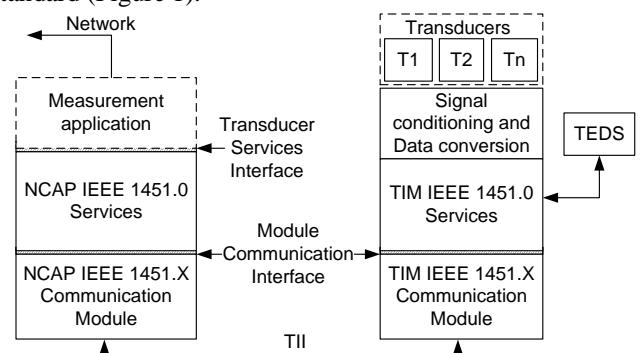 tandard (Figure 1).
Network
Measurement
application
NCAP IEEE 1451.0
Services
NCAP IEEE 1451.X
Communication
Module
Transducer
Services
Interface
Module
Communication
Interface
TII
Transducers
T1 T2 Tn
Signal
conditioning and
Data conversion
TIM IEEE 1451.0
Services
TIM IEEE 1451.X
Communication
Module
TEDS